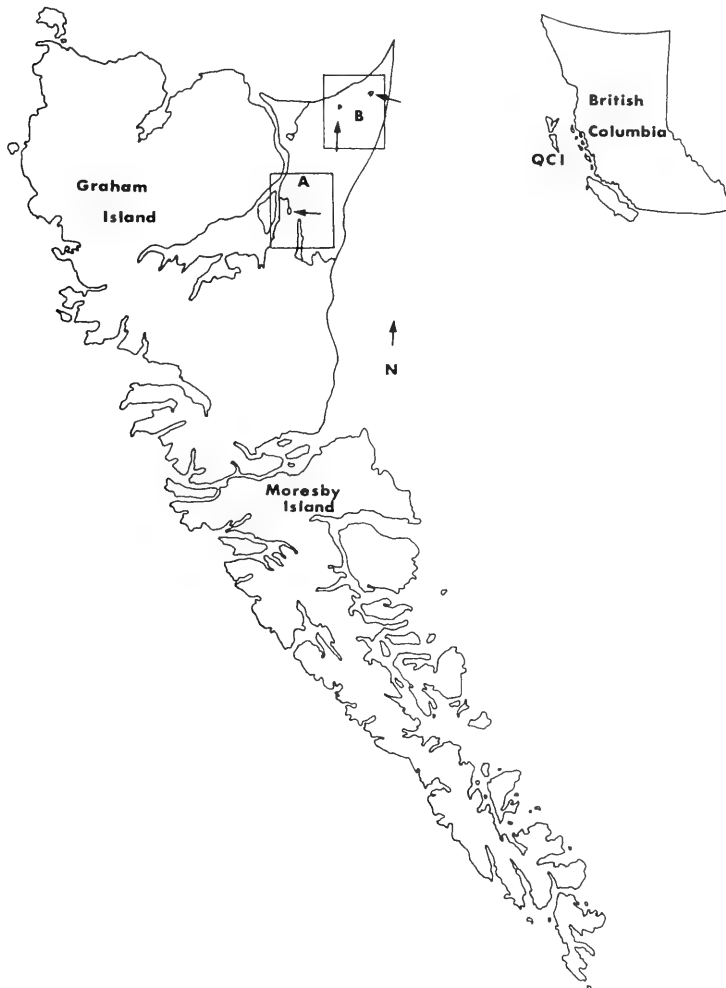 British
Columbia
QCI
B
A
Graham
Island
N
Moresby
Island